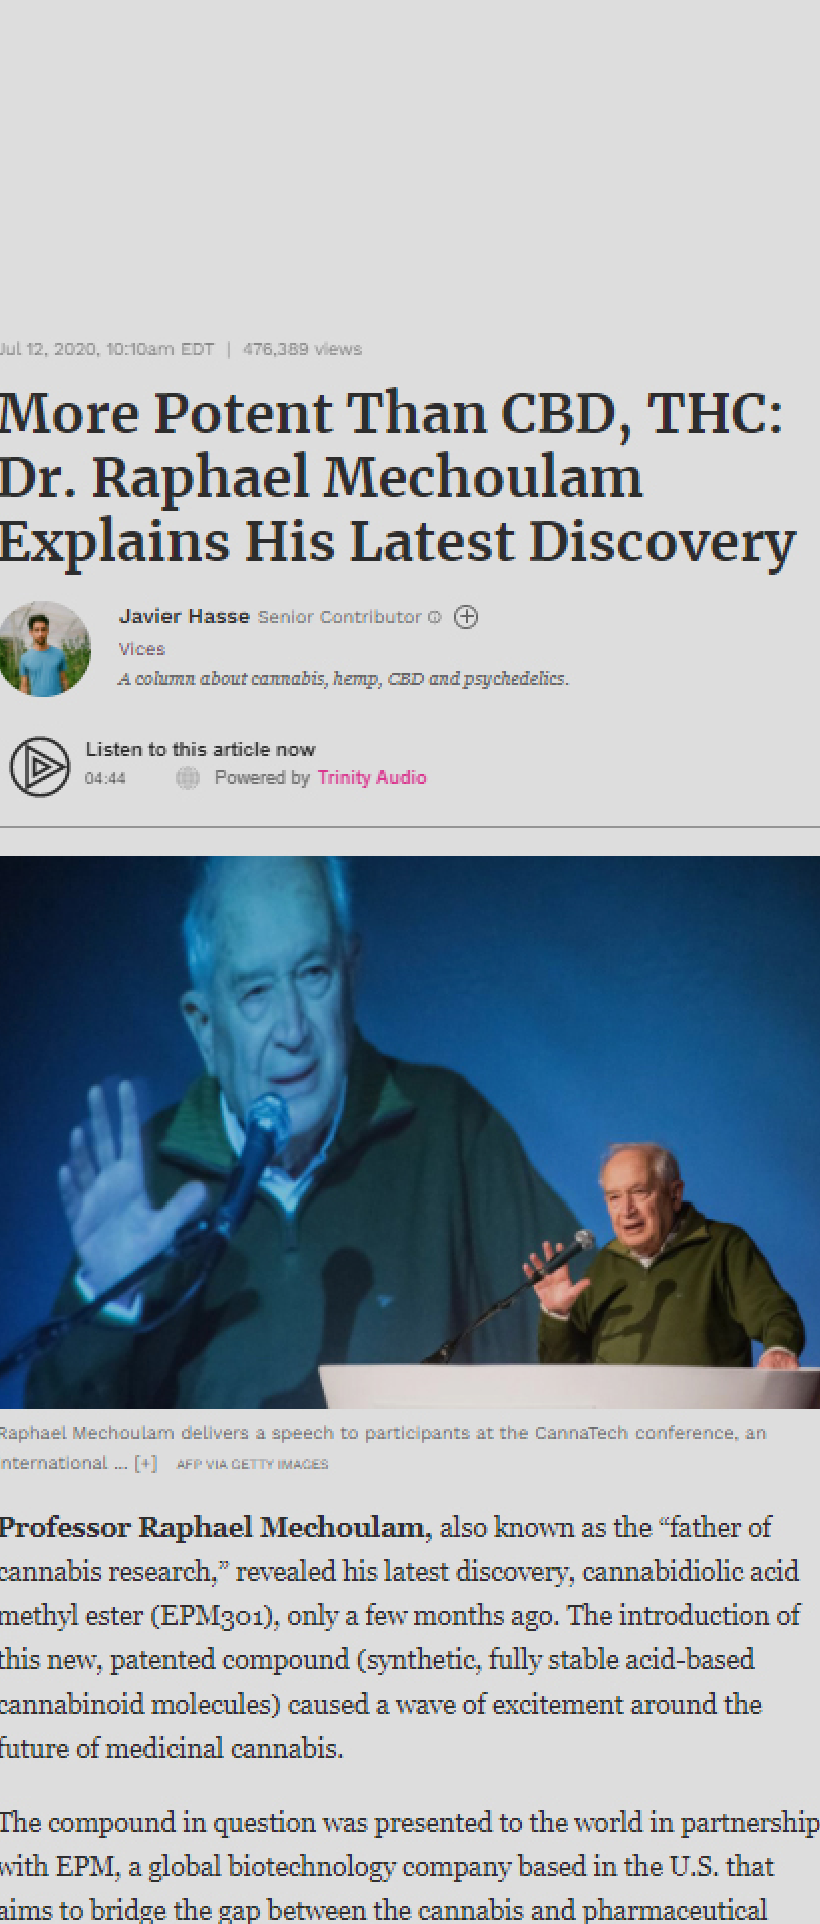 Jul 12, 2020, 10:10am EDT | 476,389 views
More Potent Than CBD, THC:
Dr. Raphael Mechoulam
Explains His Latest Discovery
Javier Hasse Senior Contributor
Vices
A column about cannabis, hemp, CBD and psychedelics.
Listen to this article now
04:44 Powered by Trinity Audio
Raphael Mechoulam delivers a speech to participants at the CannaTech conference, an
international ... [+] AFP VIA GETTY IMAGES
Professor Raphael Mechoulam, also known as the “father of
cannabis research,” revealed his latest discovery, cannabidiolic acid
methyl ester (EPM301), only a few months ago. The introduction of
this new, patented compound (synthetic, fully stable acid-based
cannabinoid molecules) caused a wave of excitement around the
future of medicinal cannabis.
The compound in question was presented to the world in partnership
with EPM, a global biotechnology company based in the U.S. that
aims to bridge the gap between the cannabis and pharmaceutical